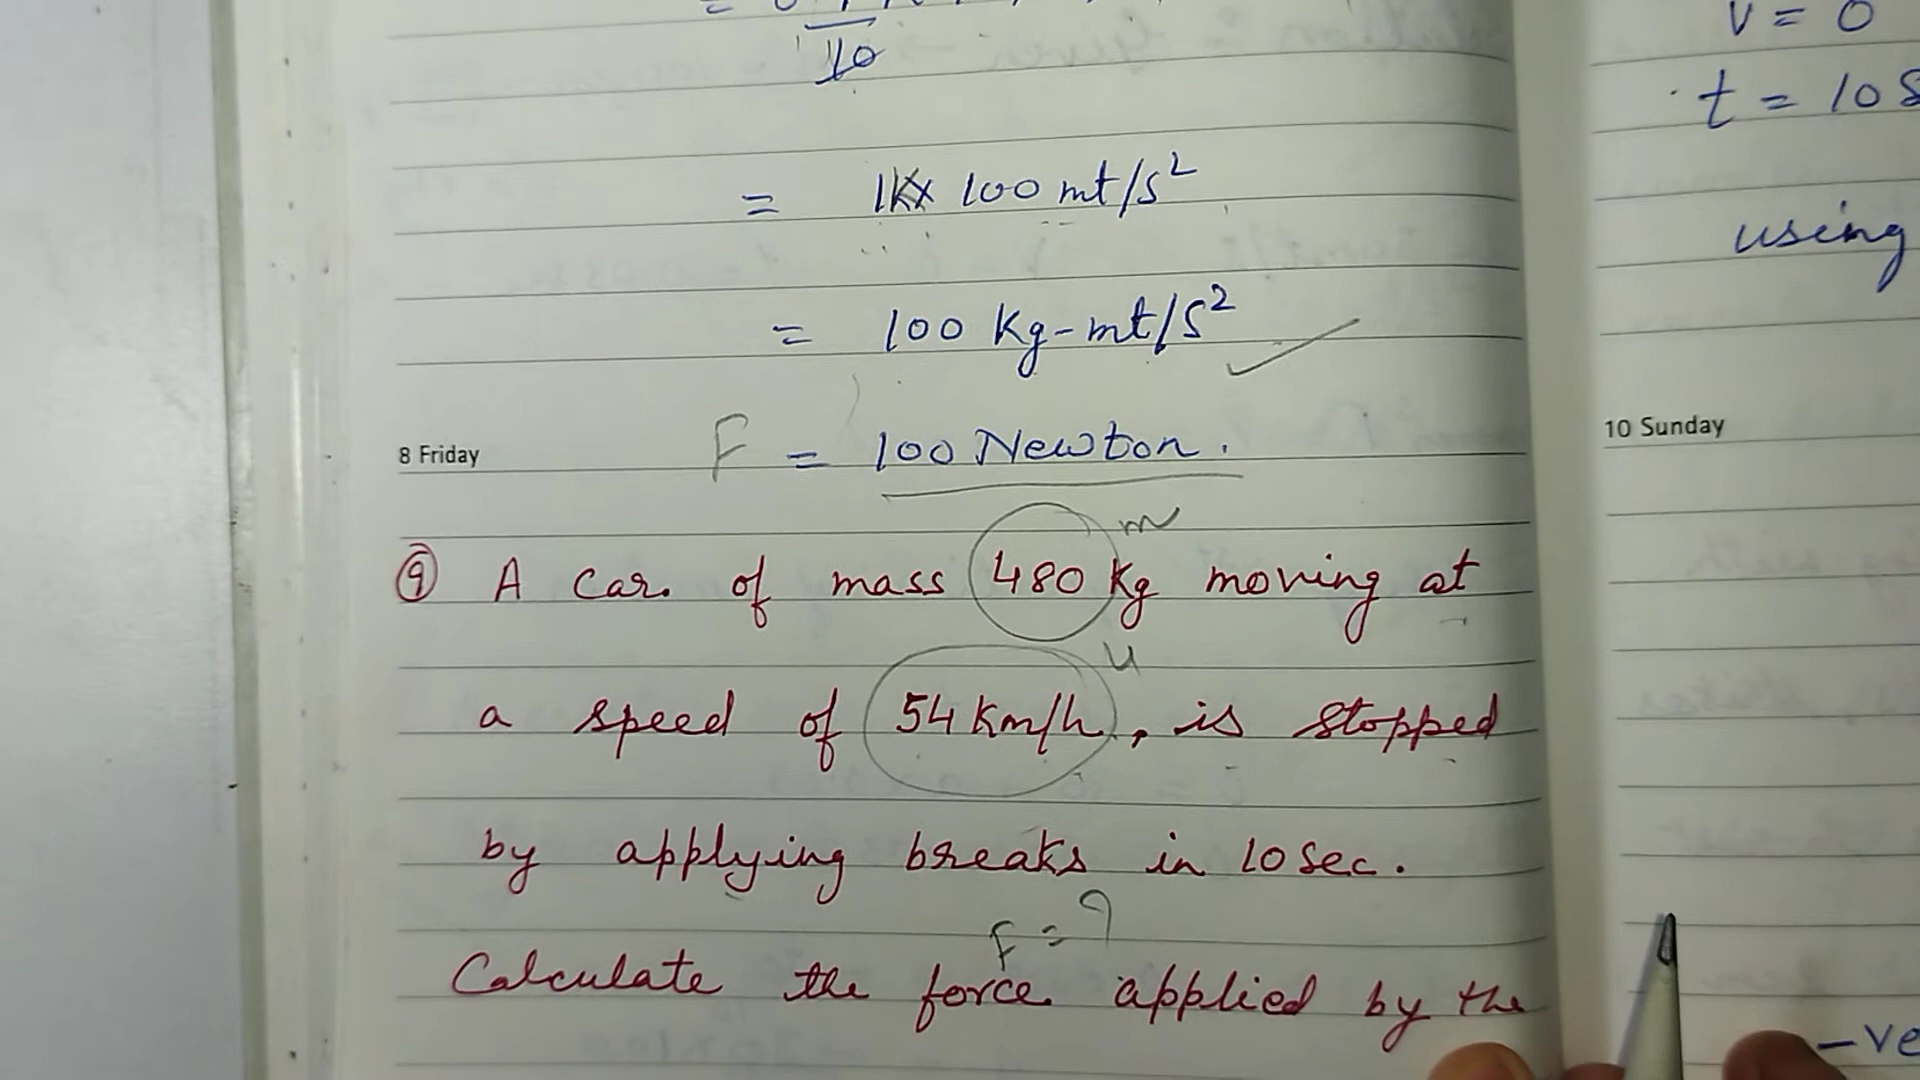 10
= 1K× 100 mt/s²
= 100 Kg-mt/s²
8 Friday
F = 100 Newton.
m
9 A car. of mass 480 Kg moving at
u
a speed of 54 Km/h, is stopped
by applying breaks in 10 Sec.
F = ?
Calculate the force. applied by the
V = 0
t = 10 S
using
10 Sunday
-ve